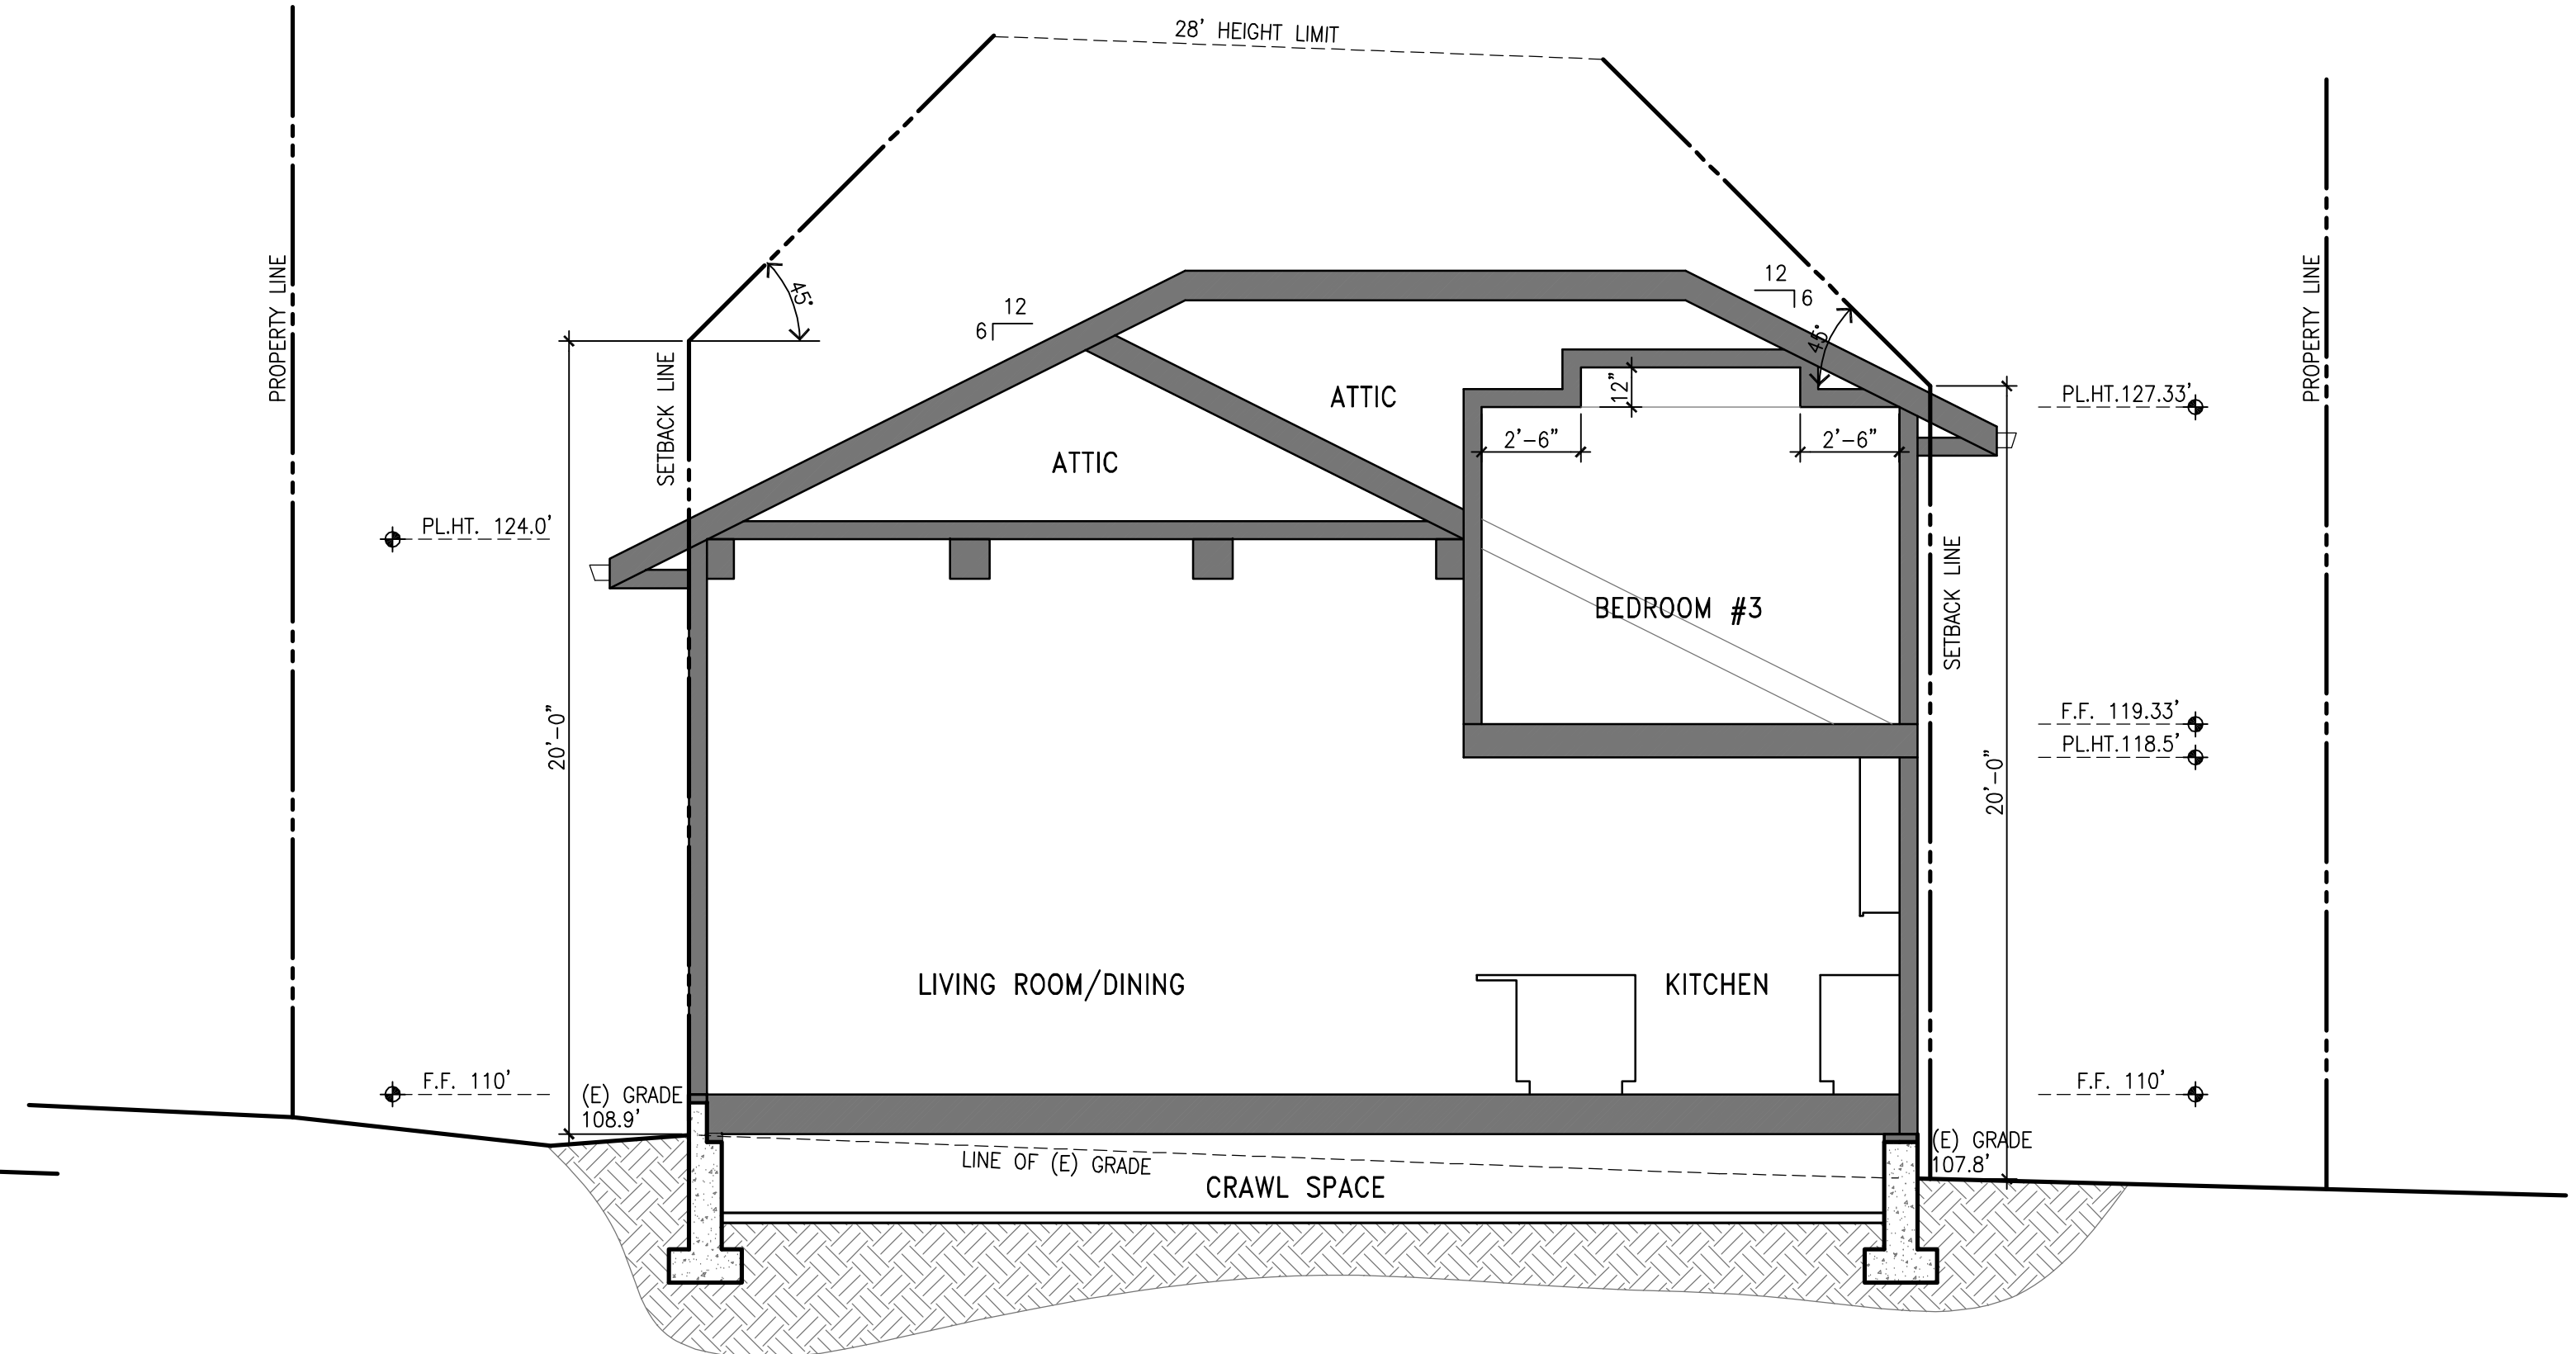 28' HEIGHT LIMIT
PROPERTY LINE
SETBACK LINE
45°
12
6
12
6
45°
PROPERTY LINE
ATTIC
12"
PL.HT.127.33'
2'-6"
2'-6"
ATTIC
PL.HT. 124.0'
BEDROOM #3
SETBACK LINE
20'-0"
F.F. 119.33'
PL.HT.118.5'
20'-0"
LIVING ROOM/DINING
KITCHEN
F.F. 110'
(E) GRADE
108.9'
F.F. 110'
(E) GRADE
107.8'
LINE OF (E) GRADE
CRAWL SPACE